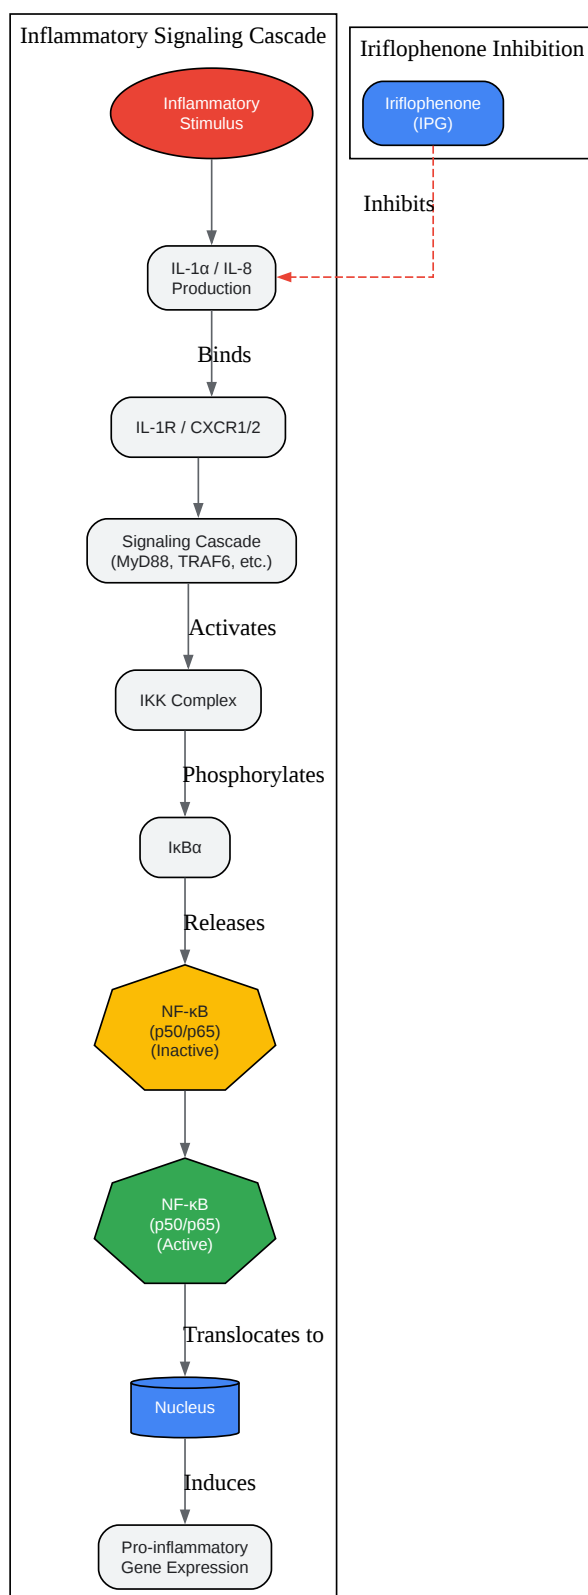 Inflammatory Signaling Cascade
Iriflophenone Inhibition
Inflammatory
Stimulus
Iriflophenone
(IPG)
Inhibits
IL-1α / IL-8
Production
Binds
IL-1R / CXCR1/2
Signaling Cascade
(MyD88, TRAF6, etc.)
Activates
IKK Complex
Phosphorylates
IκBα
Releases
NF-κB
(p50/p65)
(Inactive)
NF-κB
(p50/p65)
(Active)
Translocates to
Nucleus
Induces
Pro-inflammatory
Gene Expression